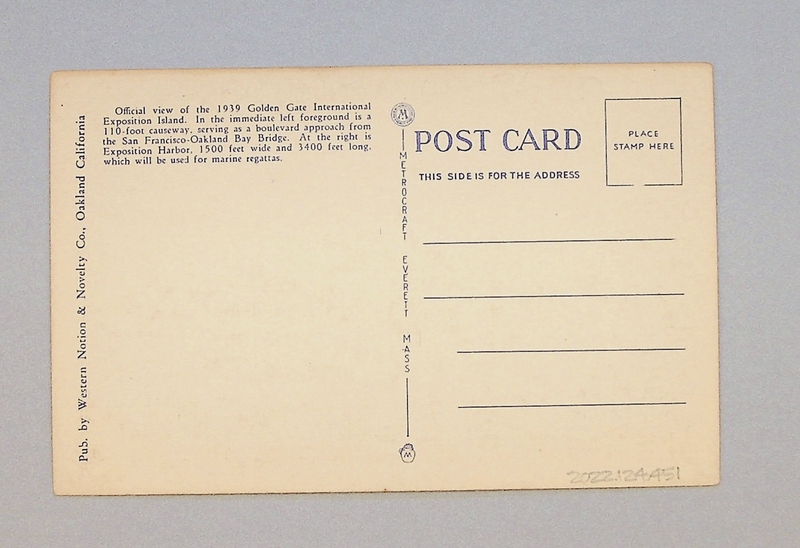 Official view of the 1939 Golden Gate International
Exposition Island. In the immediate left foreground is a
110-foot causeway, serving as a boulevard approach from
the San Francisco-Oakland Bay Bridge. At the right is
Exposition Harbor, 1500 feet wide and 3400 feet long,
which will be used for marine regattas.
Pub. by Western Notion & Novelty Co., Oakland California
M
METROCRAFT EVERETT MASS
M
POST CARD
THIS SIDE IS FOR THE ADDRESS
PLACE
STAMP HERE
2022.124.A51